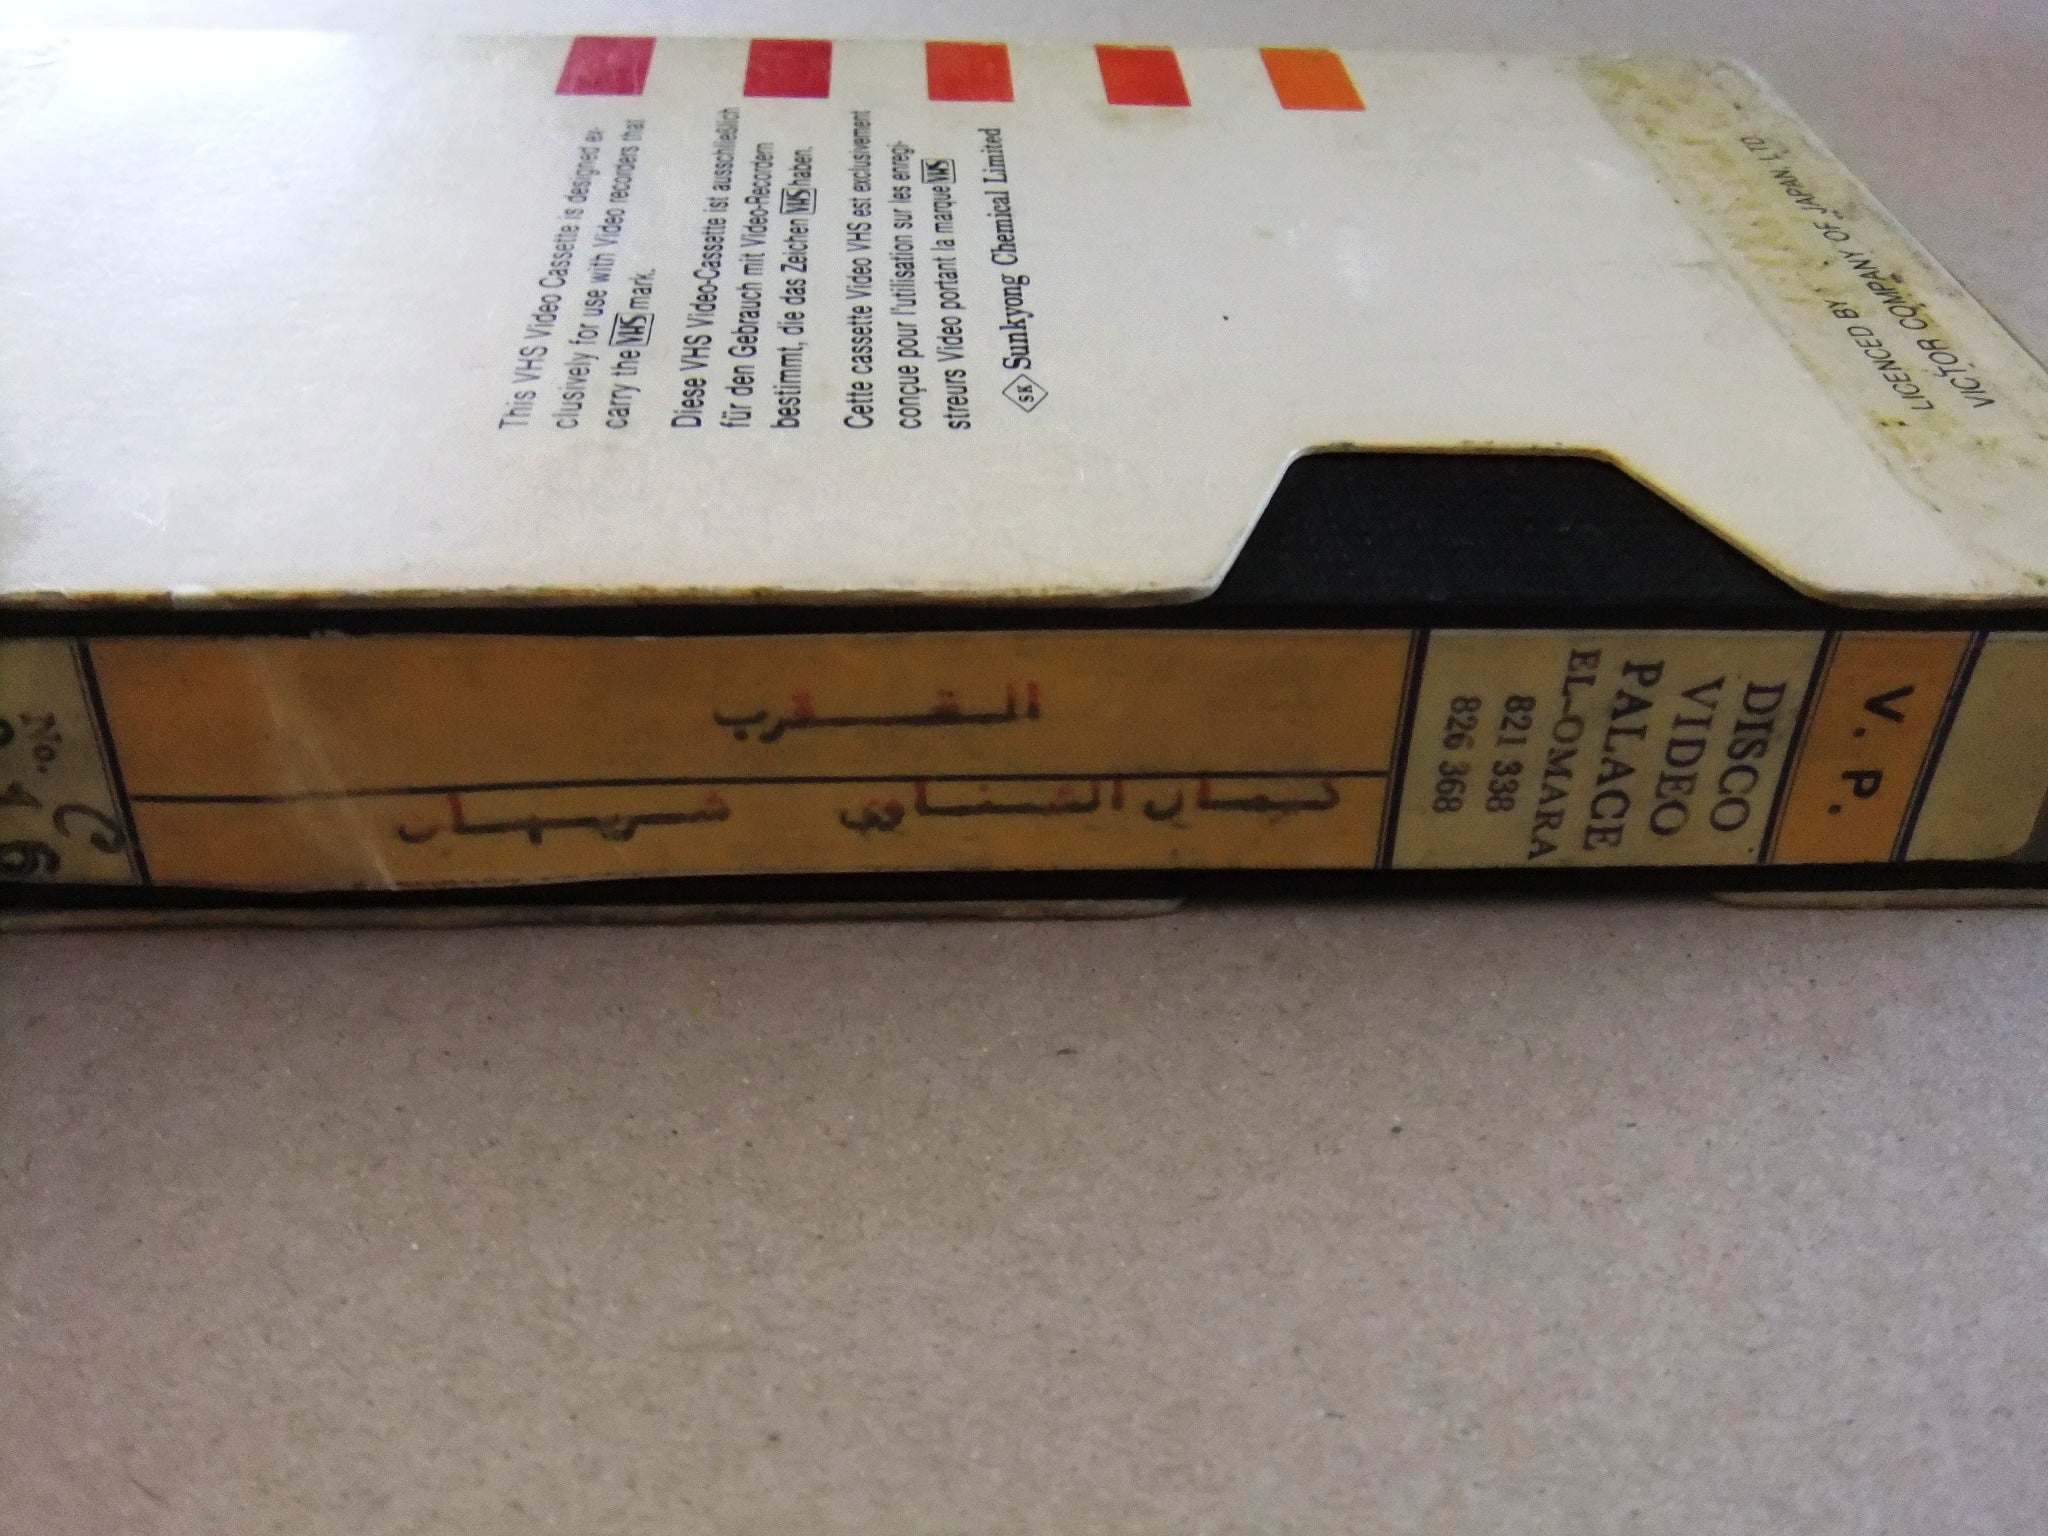 This VHS Video Cassette is designed ex-
clusively for use with Video recorders that
carry the VHS mark.
Diese VHS Video-Cassette ist ausschließlich
für den Gebrauch mit Video-Recordern
bestimmt, die das Zeichen VHS haben.
Cette cassette Video VHS est exclusivement
conçue pour l'utilisation sur les enregi-
streurs Video portant la marque VHS
SK Sunkyong Chemical Limited
LICENCED BY
VICTOR COMPANY OF JAPAN, LTD
العقرب
كمال الشناوي شريهان
V. P.
DISCO
VIDEO
PALACE
EL-OMARA
821 338
826 368
No.